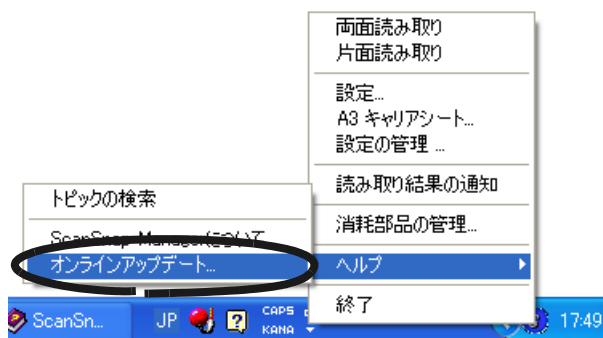 両面読み取り
片面読み取り
設定...
A3 キャリアシート...
設定の管理 ...
読み取り結果の通知
消耗部品の管理...
ヘルプ
終了
トピックの検索
ScanSnap Managerについて
オンラインアップデート...
ScanSn...
JP
CAPS
KANA
17:49